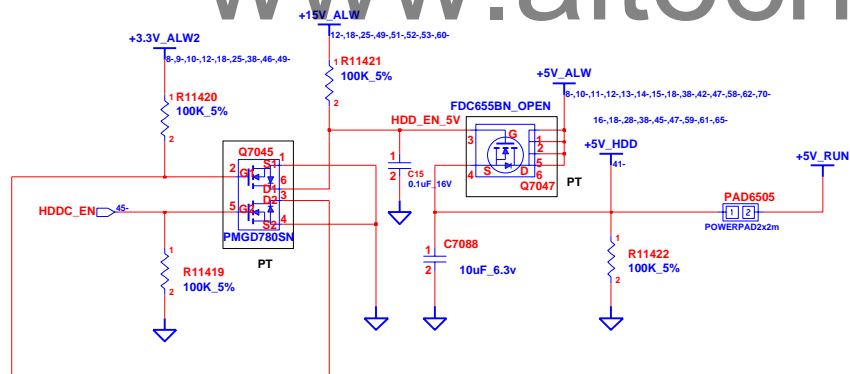 www.aitech
+15V_ALW
12-,18-,25-,49-,51-,52-,53-,60-
+3.3V_ALW2
8-,9-,10-,12-,18-,25-,38-,46-,49-
1
R11421
100K_5%
2
+5V_ALW
8-,10-,11-,12-,13-,14-,15-,18-,38-,42-,47-,58-,62-,70-
1
R11420
100K_5%
2
FDC655BN_OPEN
HDD_EN_5V
16-,18-,28-,38-,45-,47-,59-,61-,65-
+5V_HDD
41-
+5V_RUN
3
G
1
2
5
6
4
S
D
Q7047
PT
Q7045
2
G1
S1
1
D1
6
D2
3
5
G2
S2
4
PMGD780SN
PT
1
C15
2
0.1uF_16V
HDDC_EN
45-
PAD6505
1
2
POWERPAD2x2m
1
R11419
100K_5%
2
C7088
1
2
10uF_6.3v
1
R11422
100K_5%
2